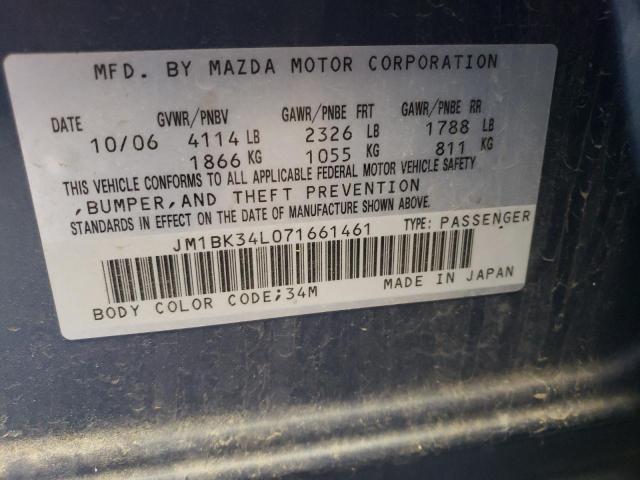 MFD. BY MAZDA MOTOR CORPORATION
DATE GVWR/PNBV GAWR/PNBE FRT GAWR/PNBE RR
10/06 4114 LB 2326 LB 1788 LB
1866 KG 1055 KG 811 KG
THIS VEHICLE CONFORMS TO ALL APPLICABLE FEDERAL MOTOR VEHICLE SAFETY
,BUMPER,AND THEFT PREVENTION
STANDARDS IN EFFECT ON THE DATE OF MANUFACTURE SHOWN ABOVE.
JM1BK34L071661461 TYPE: PASSENGER
BODY COLOR CODE;34M MADE IN JAPAN